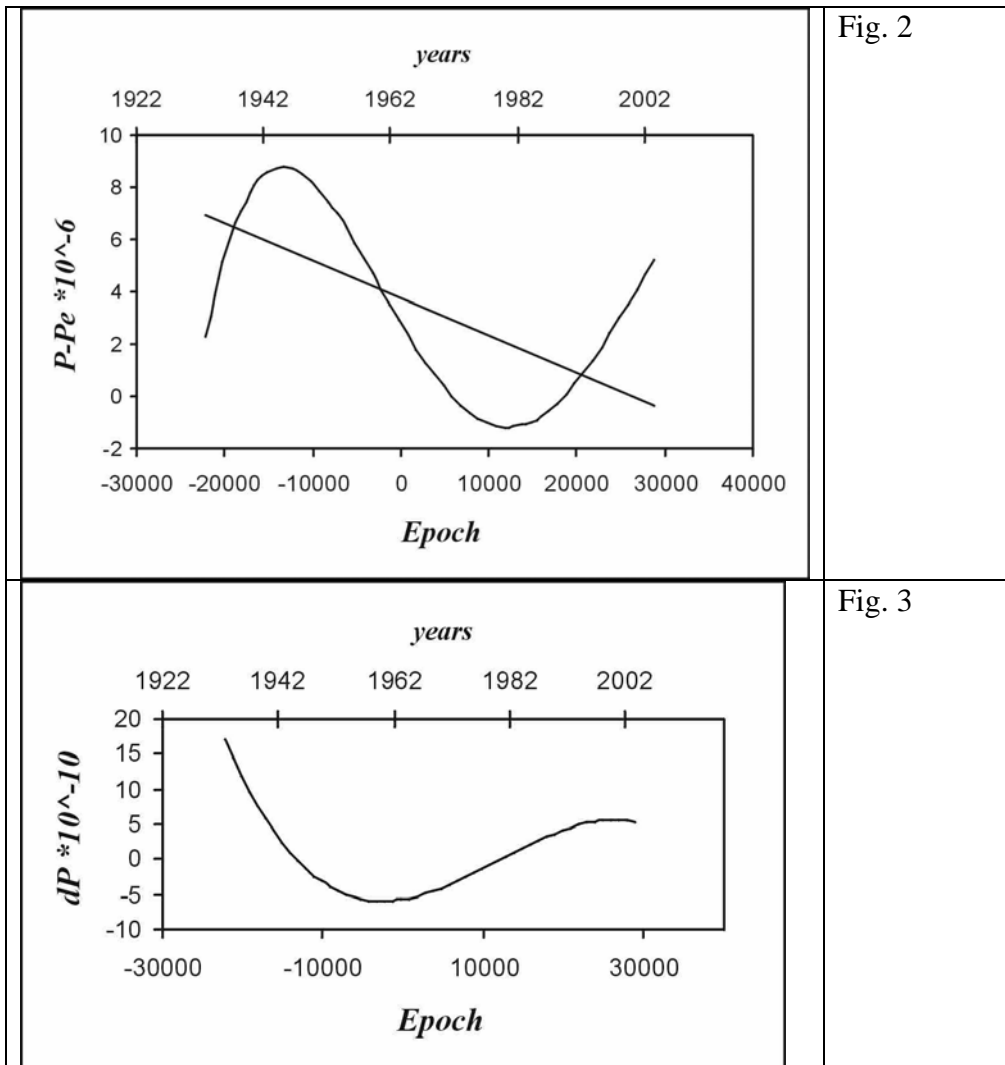 Fig. 2
years
1922 1942 1962 1982 2002
10
8
6
4
2
0
-2
P-Pe *10^-6
-30000 -20000 -10000 0 10000 20000 30000 40000
Epoch
Fig. 3
years
1922 1942 1962 1982 2002
20
15
10
5
0
-5
-10
dP *10^-10
-30000 -10000 10000 30000
Epoch